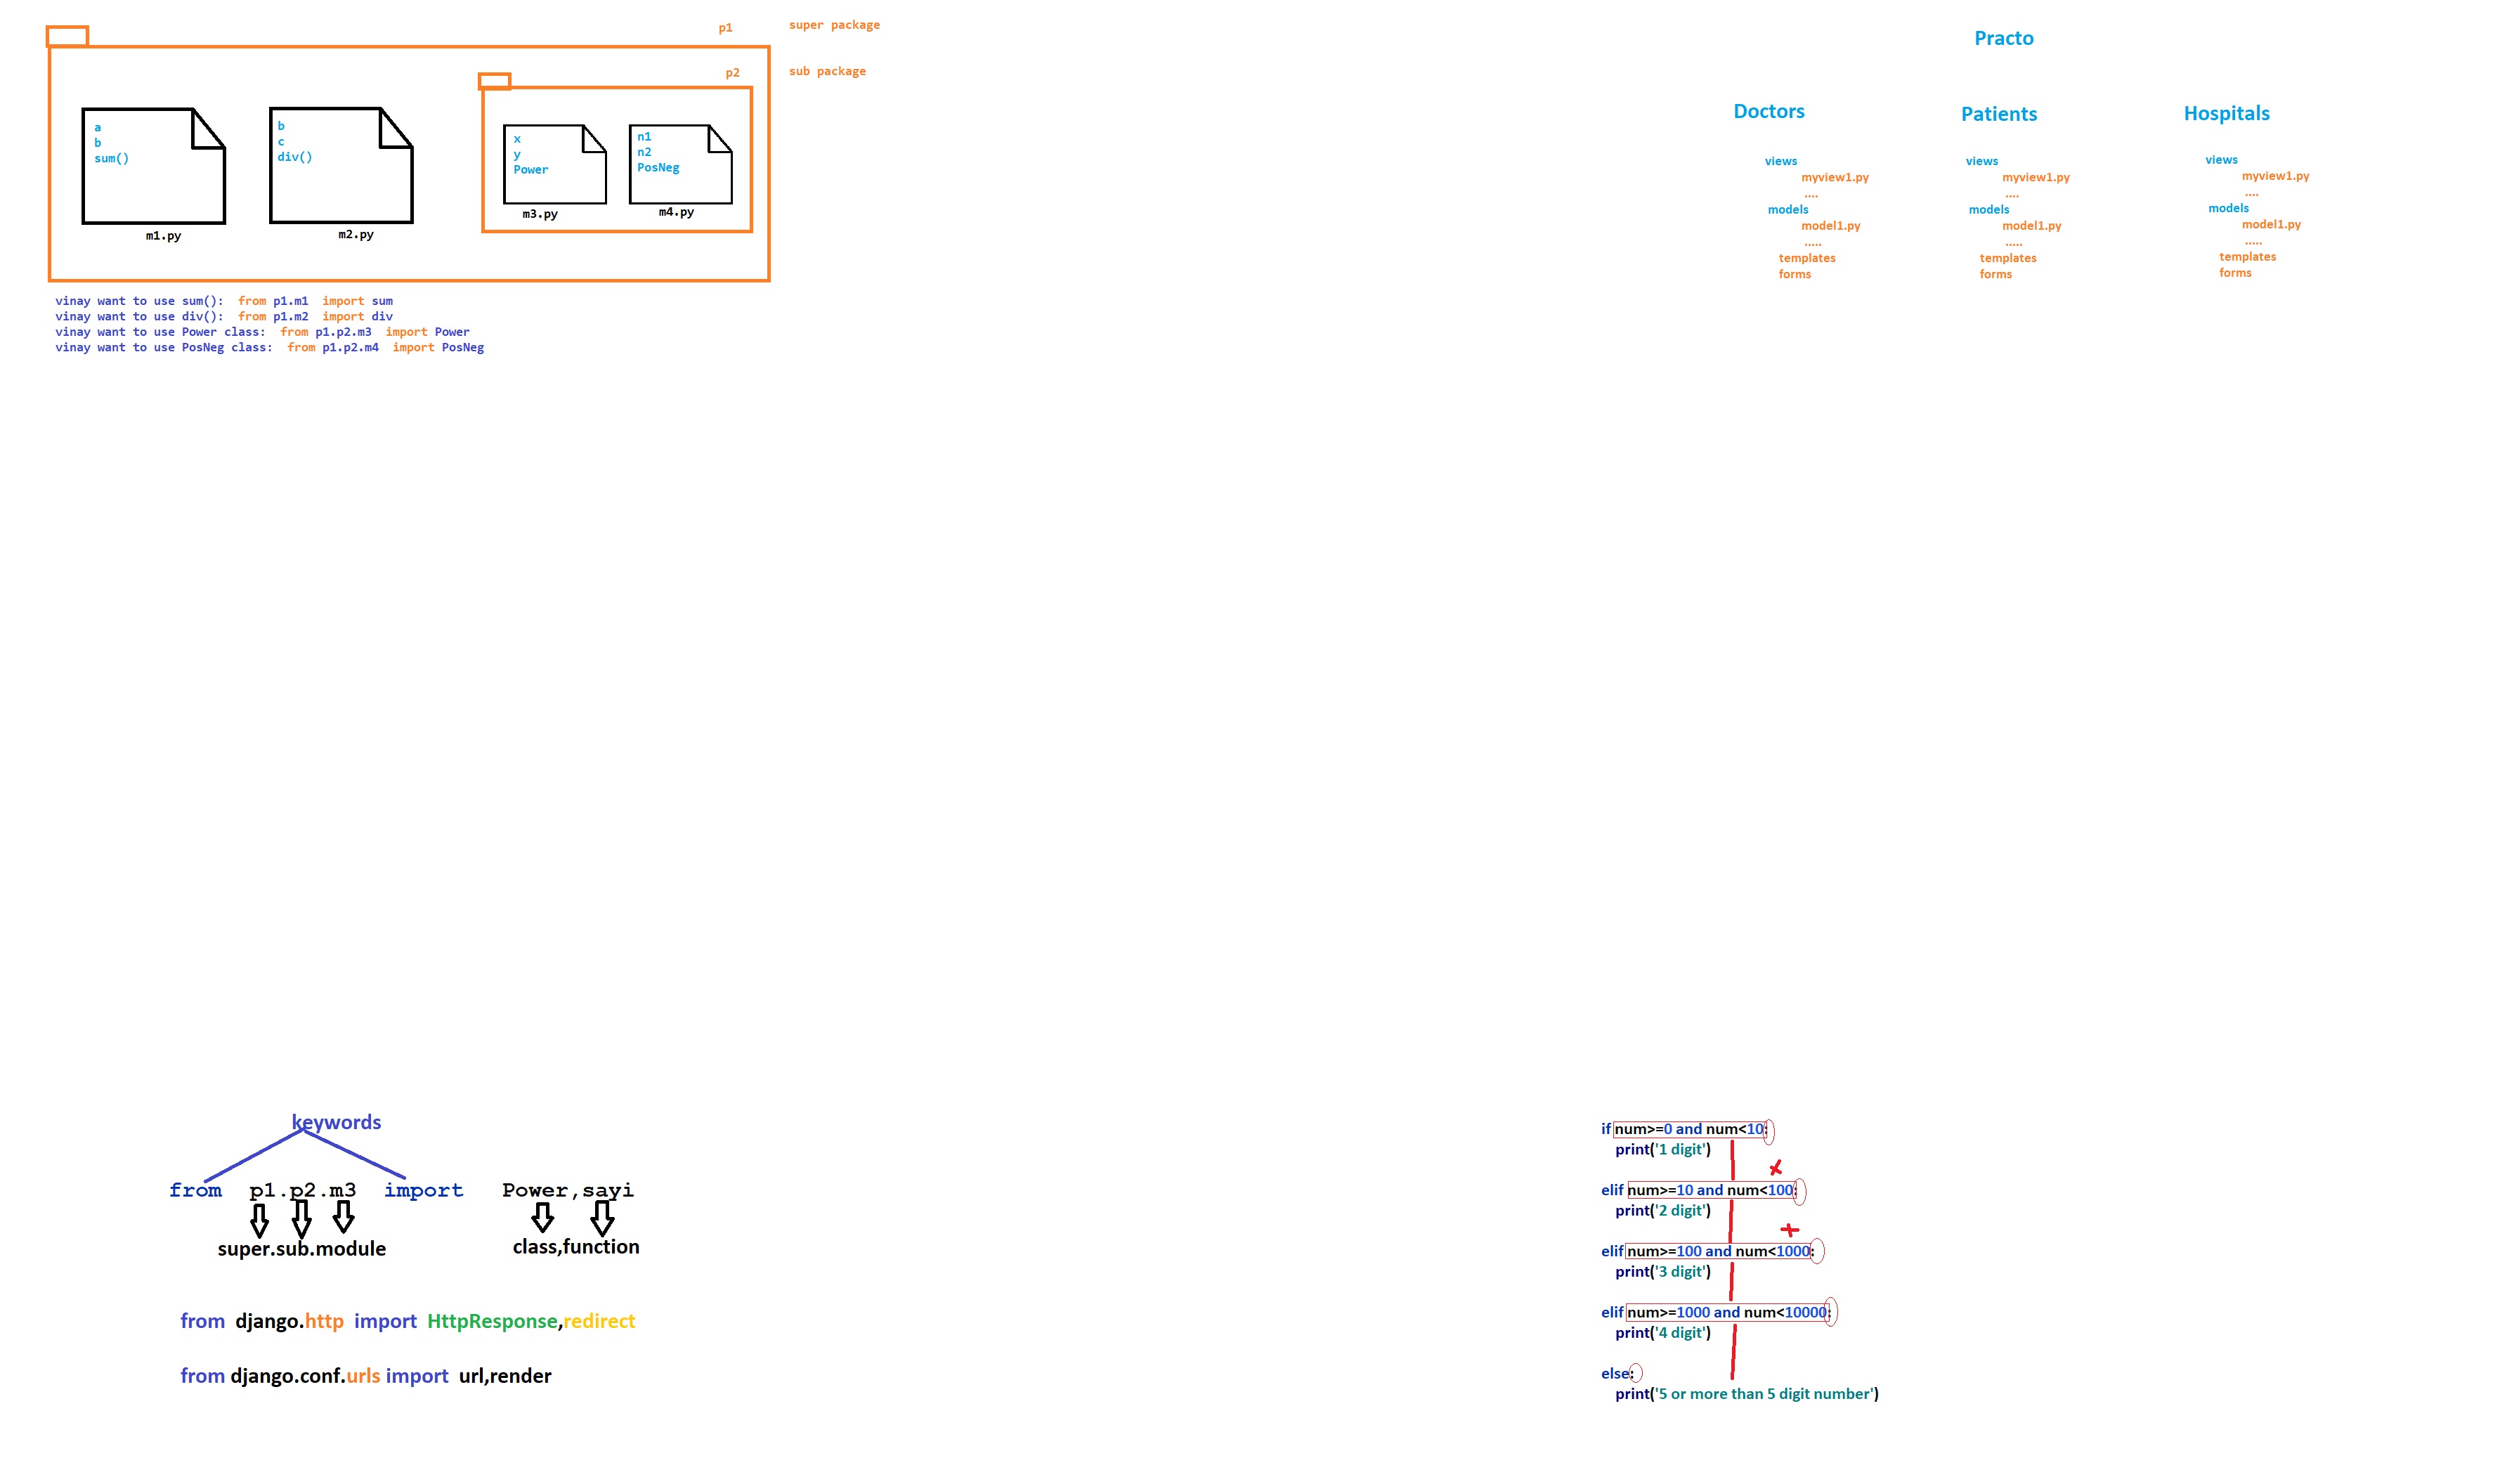 p1 super package
p2 sub package
a
b
sum()
m1.py
b
c
div()
m2.py
x
y
Power
m3.py
n1
n2
PosNeg
m4.py
vinay want to use sum(): from p1.m1 import sum
vinay want to use div(): from p1.m2 import div
vinay want to use Power class: from p1.p2.m3 import Power
vinay want to use PosNeg class: from p1.p2.m4 import PosNeg
Practo
Doctors
views
myview1.py
....
models
model1.py
.....
templates
forms
Patients
views
myview1.py
....
models
model1.py
.....
templates
forms
Hospitals
views
myview1.py
....
models
model1.py
.....
templates
forms
keywords
from p1.p2.m3 import Power,sayi
super.sub.module class,function
from django.http import HttpResponse,redirect
from django.conf.urls import url,render
if num>=0 and num<10:
print('1 digit')
elif num>=10 and num<100:
print('2 digit')
elif num>=100 and num<1000:
print('3 digit')
elif num>=1000 and num<10000:
print('4 digit')
else:
print('5 or more than 5 digit number')